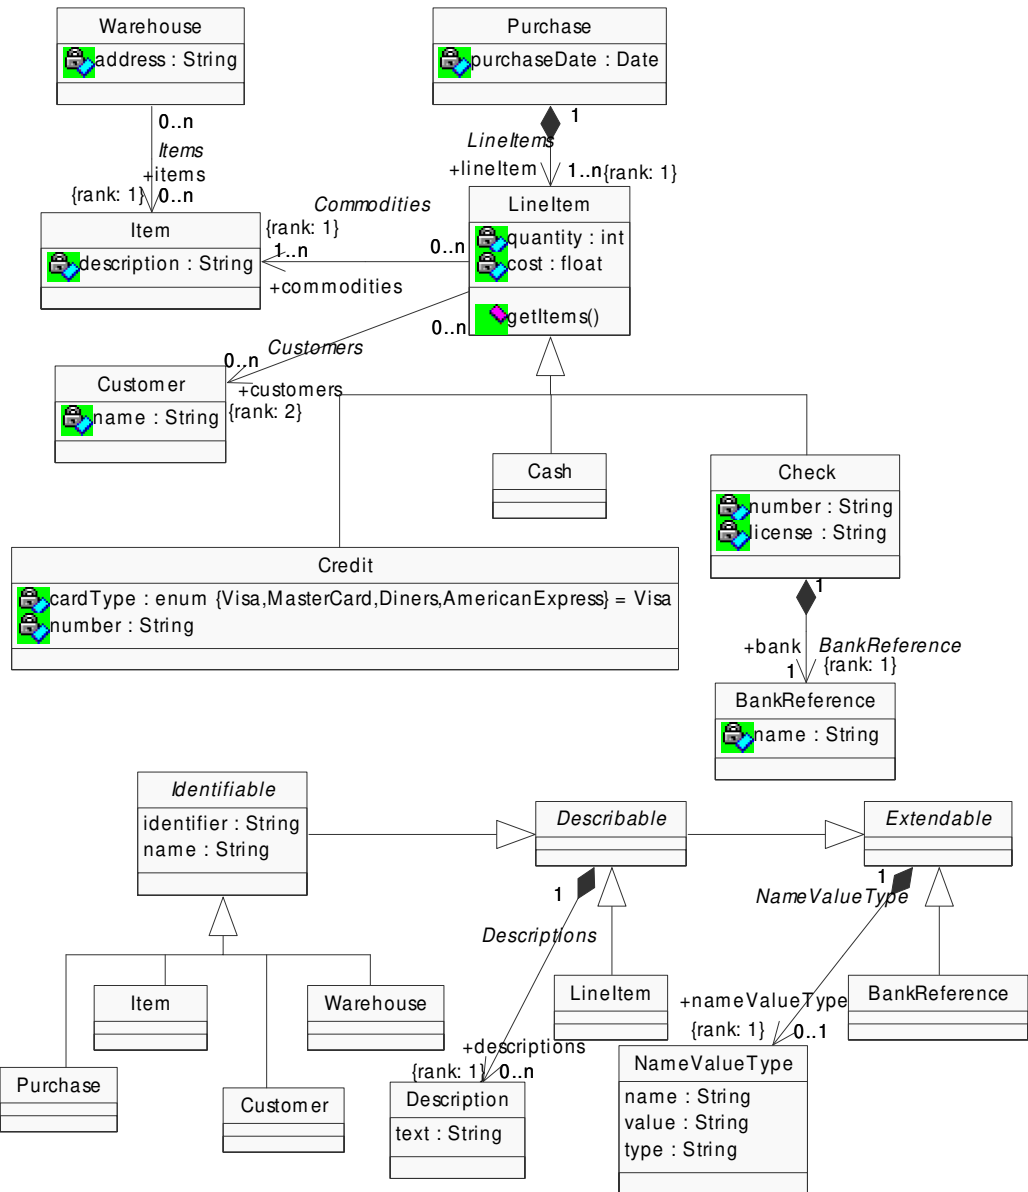 Warehouse
address : String
Purchase
purchaseDate : Date
0..n
Items
+items
{rank: 1}
0..n
1
LineItems
+lineItem
1..n
{rank: 1}
Item
description : String
Commodities
{rank: 1}
1..n
0..n
+commodities
LineItem
quantity : int
cost : float
getItems()
0..n
Customers
0..n
+customers
{rank: 2}
Customer
name : String
Cash
Check
number : String
license : String
Credit
cardType : enum {Visa,MasterCard,Diners,AmericanExpress} = Visa
number : String
1
+bank
BankReference
1
{rank: 1}
BankReference
name : String
Identifiable
identifier : String
name : String
Describable
Extendable
1
Descriptions
1
NameValueType
Item
Warehouse
LineItem
BankReference
+nameValueType
{rank: 1}
0..1
+descriptions
{rank: 1}
0..n
Purchase
Customer
Description
text : String
NameValueType
name : String
value : String
type : String